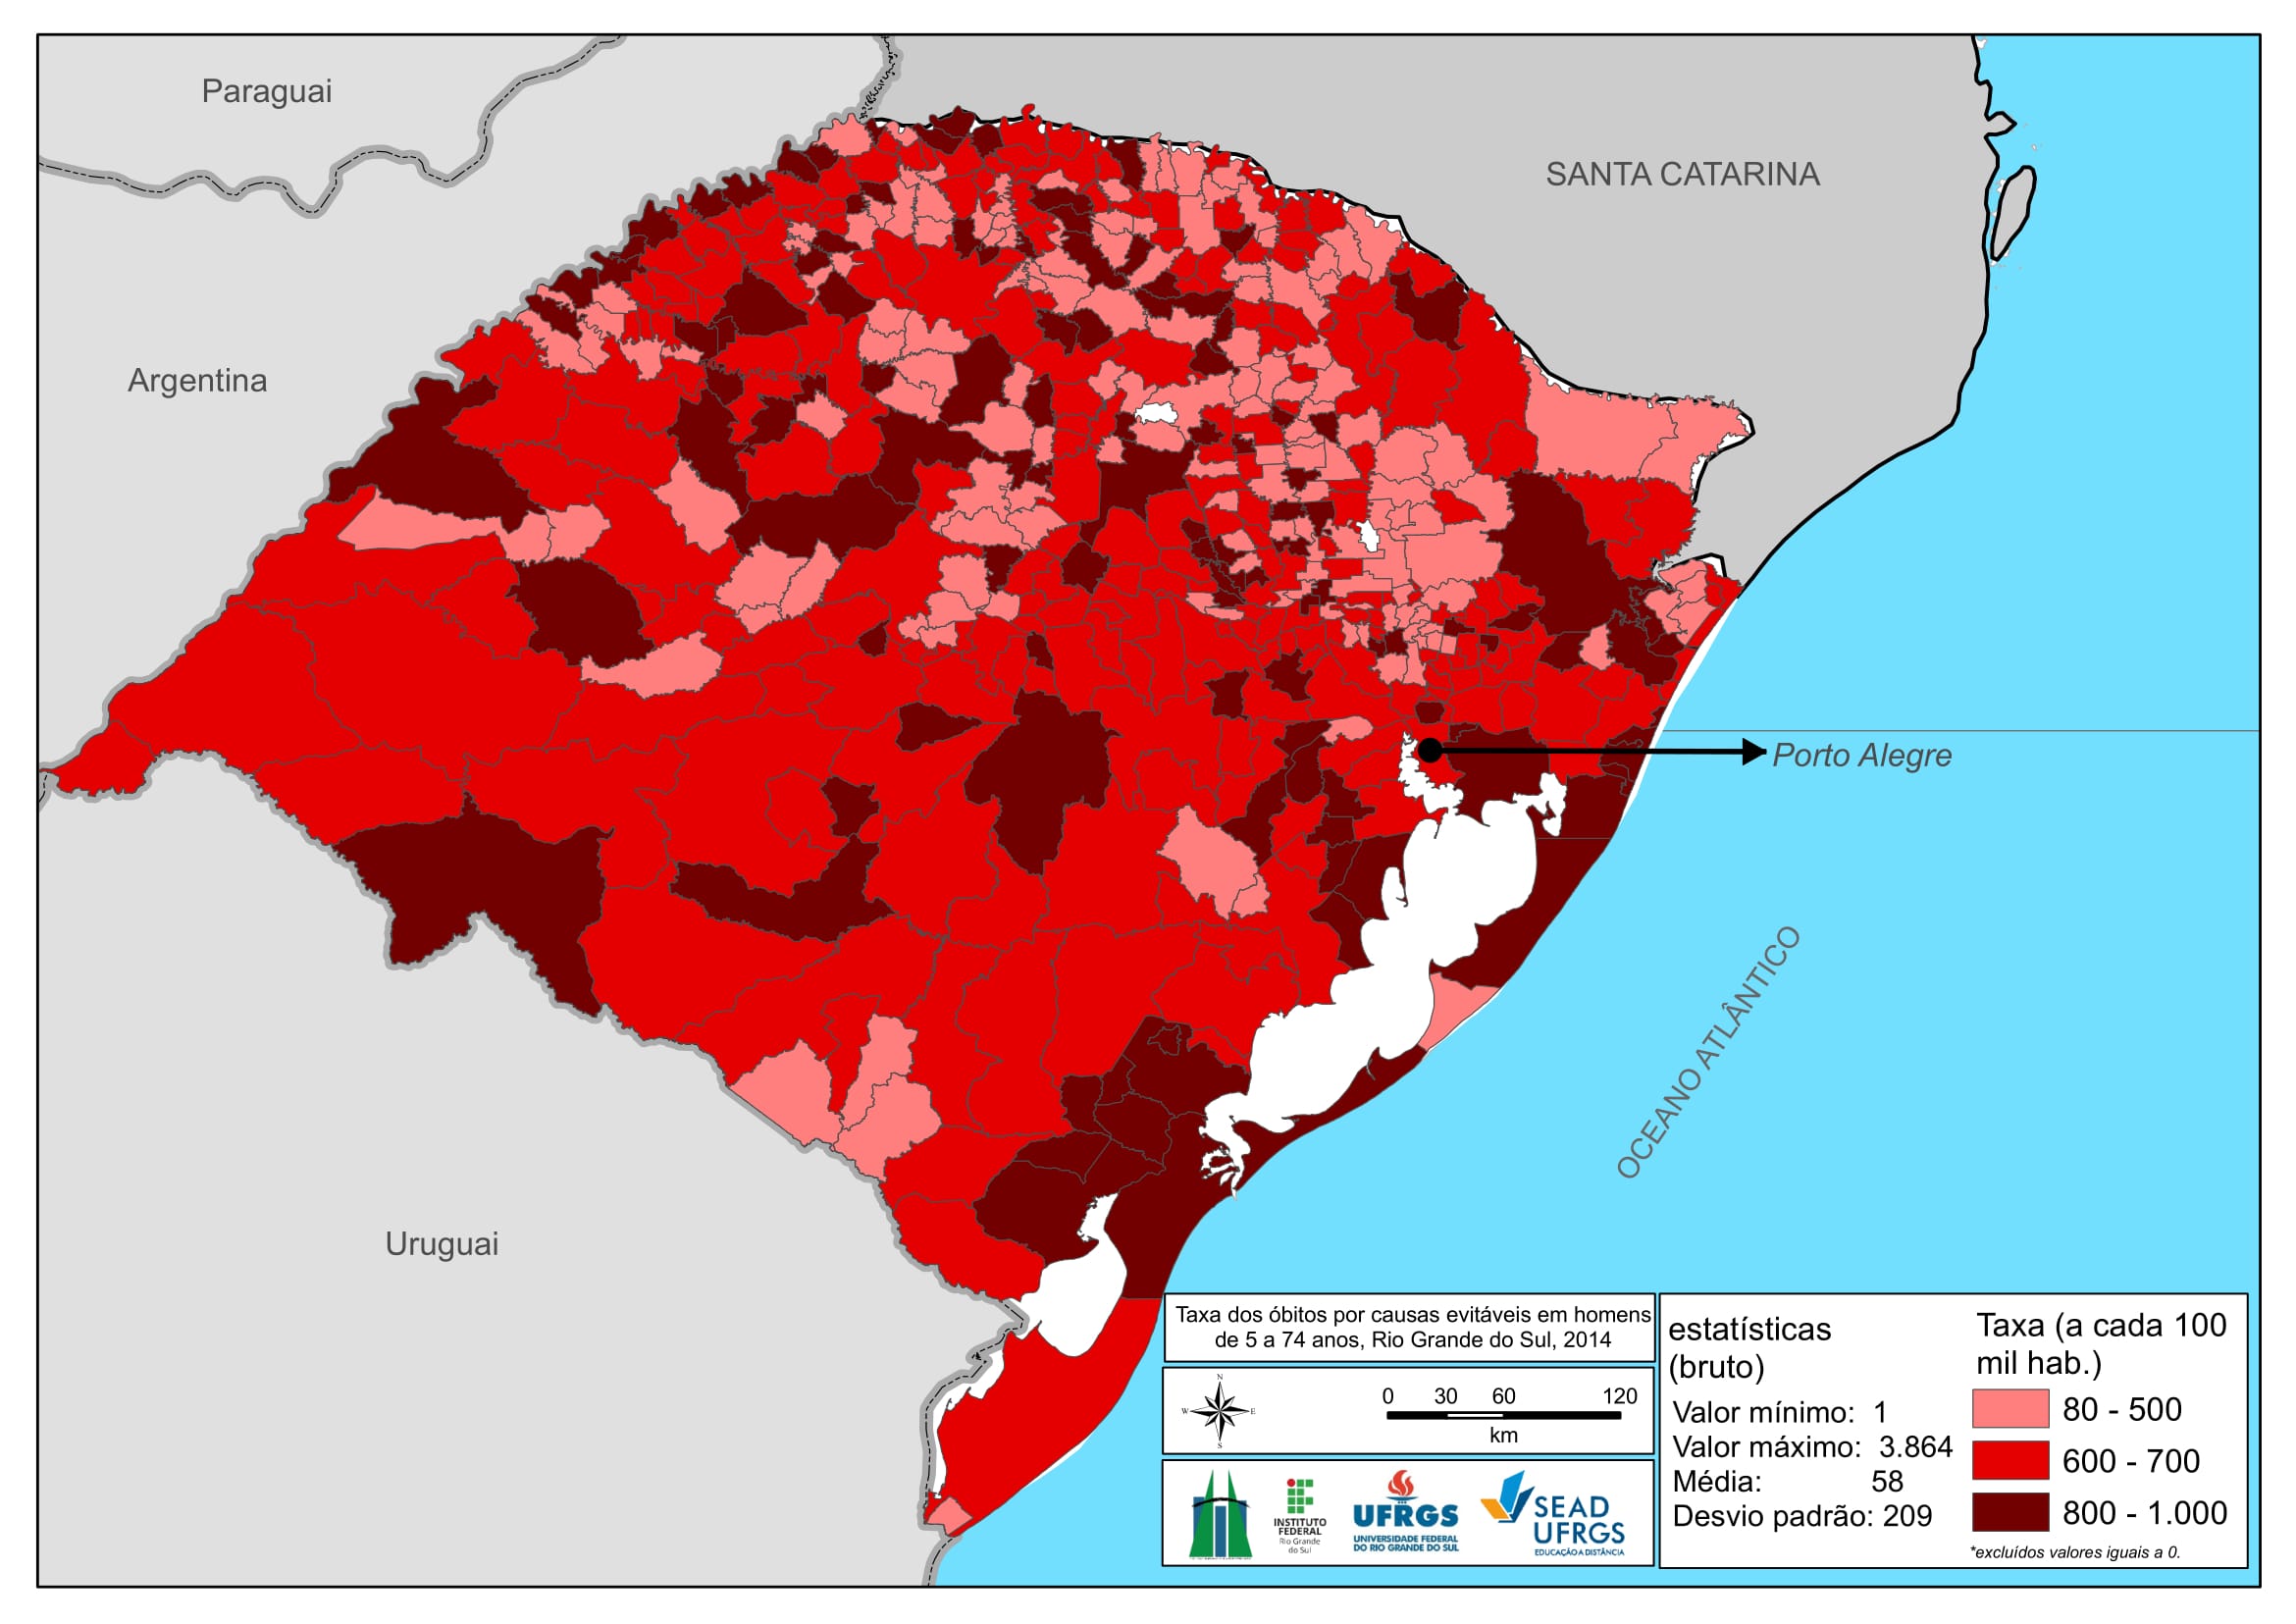 Paraguai
SANTA CATARINA
Argentina
Porto Alegre
OCEANO ATLÂNTICO
Uruguai
Taxa dos óbitos por causas evitáveis em homens
de 5 a 74 anos, Rio Grande do Sul, 2014
N
W E
S
0 30 60 120
km
INSTITUTO
FEDERAL
Rio Grande
do Sul
UFRGS
UNIVERSIDADE FEDERAL
DO RIO GRANDE DO SUL
SEAD
UFRGS
EDUCAÇÃO A DISTÂNCIA
estatísticas
(bruto)
Valor mínimo: 1
Valor máximo: 3.864
Média: 58
Desvio padrão: 209
Taxa (a cada 100
mil hab.)
80 - 500
600 - 700
800 - 1.000
*excluídos valores iguais a 0.